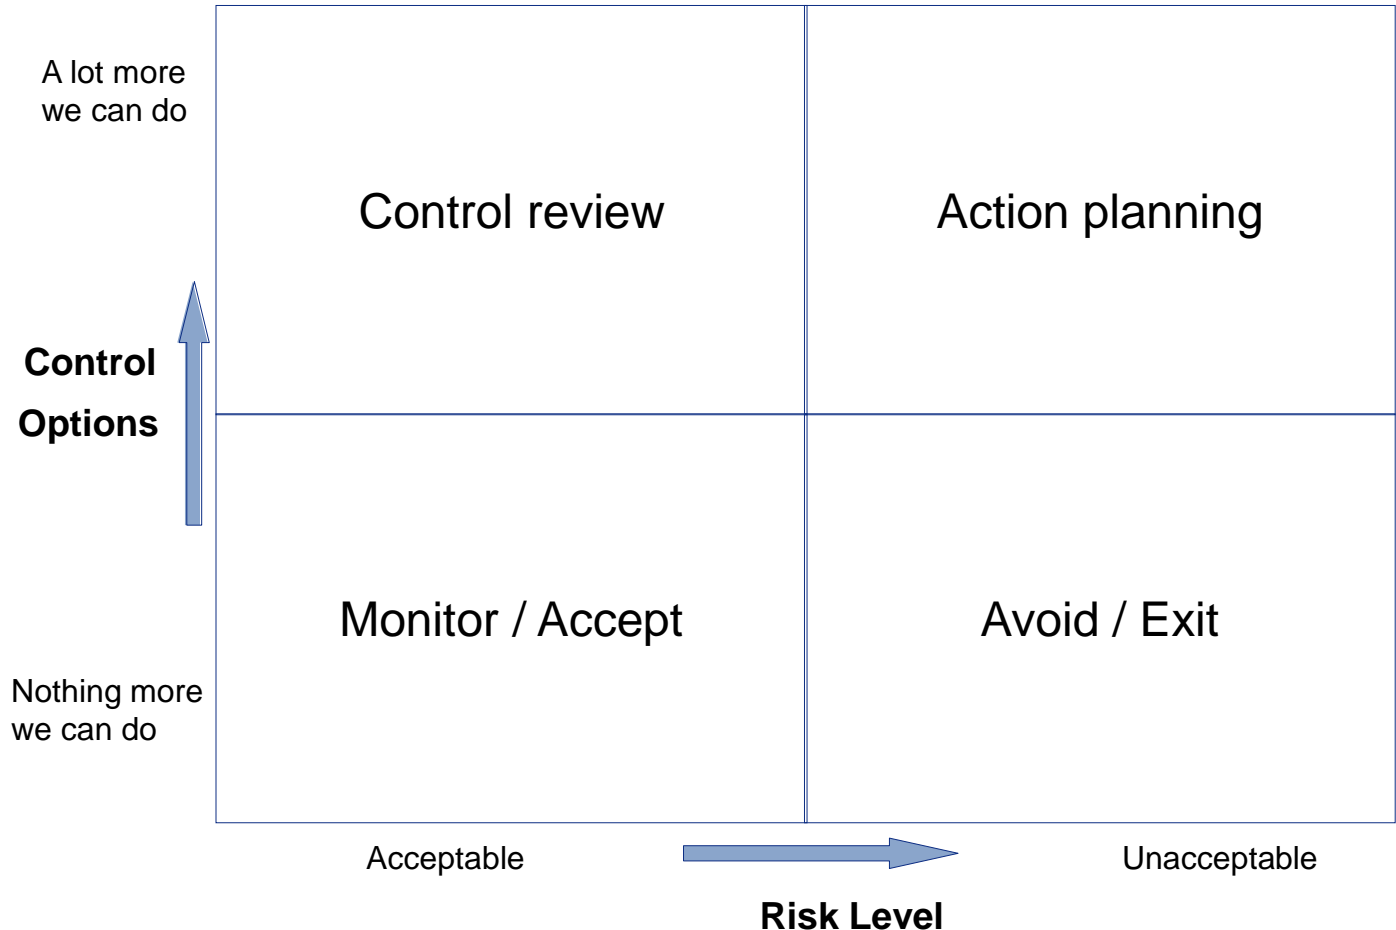 A lot more
we can do
Control review
Action planning
Control
Options
Monitor / Accept
Avoid / Exit
Nothing more
we can do
Acceptable
Unacceptable
Risk Level